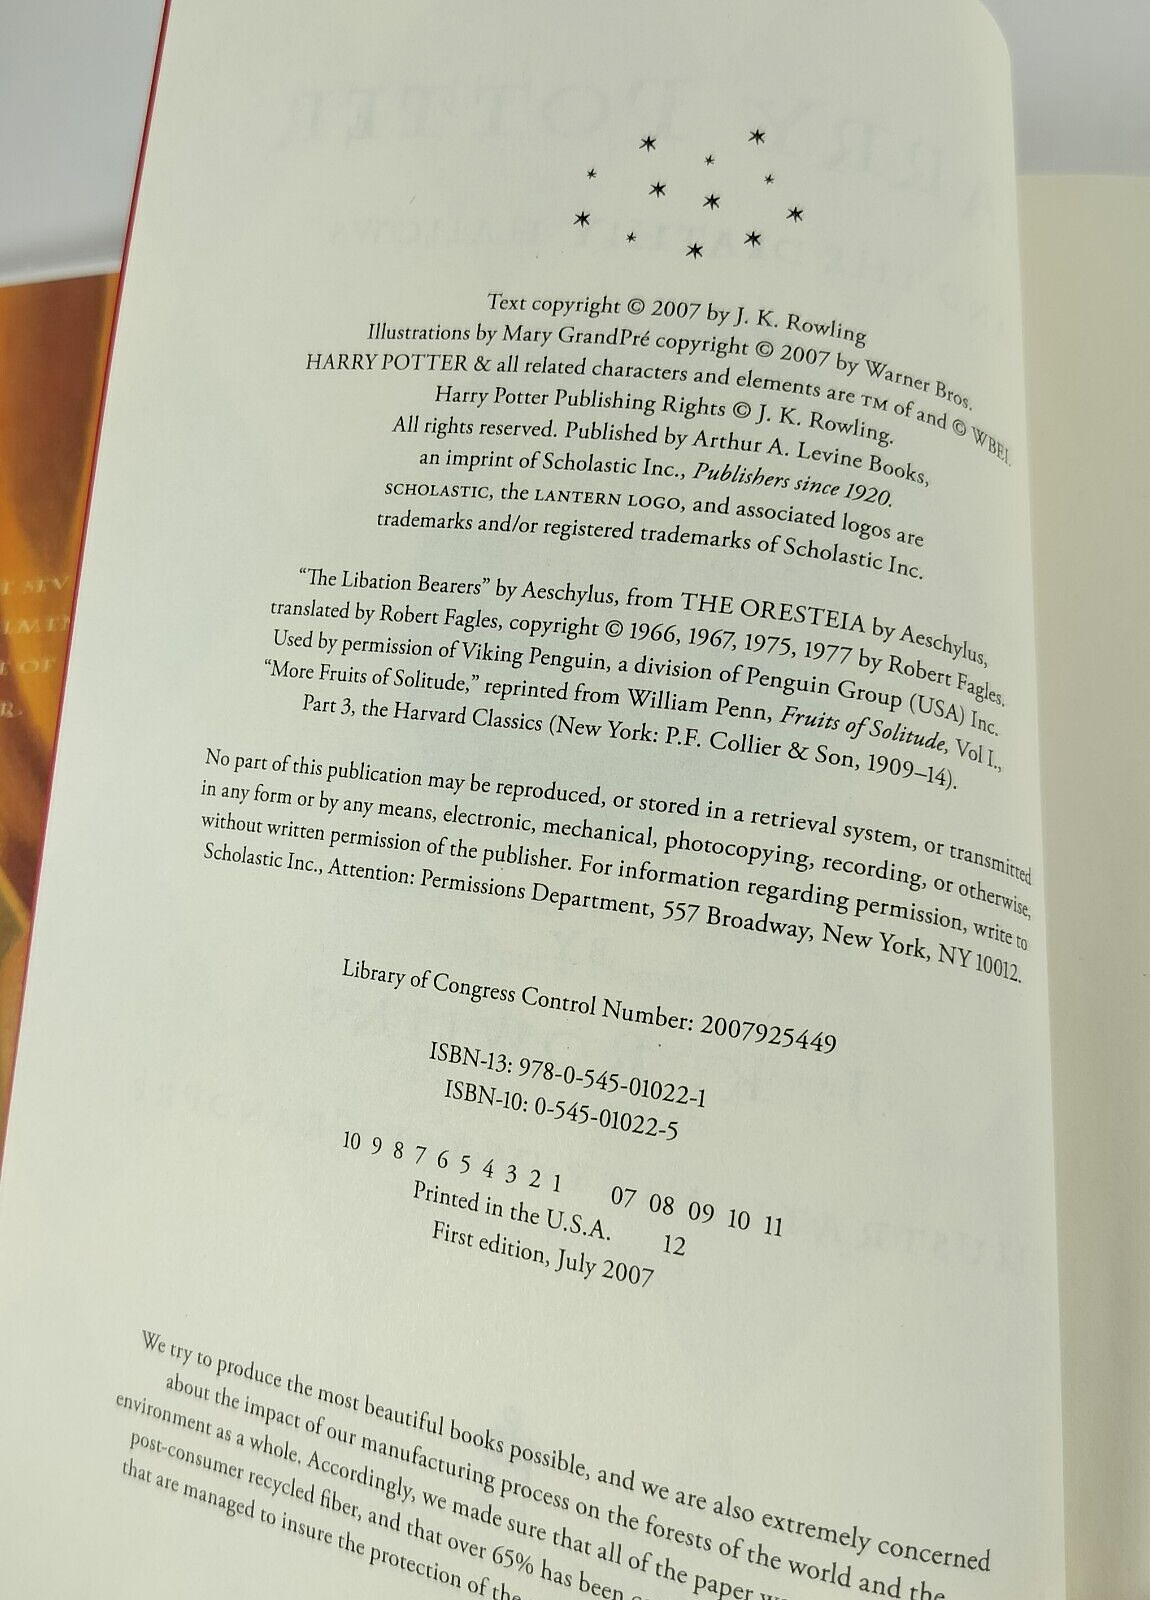 Text copyright © 2007 by J. K. Rowling
Illustrations by Mary GrandPré copyright © 2007 by Warner Bros.
HARRY POTTER & all related characters and elements are TM of and © WBEI.
Harry Potter Publishing Rights © J. K. Rowling.
All rights reserved. Published by Arthur A. Levine Books,
an imprint of Scholastic Inc., Publishers since 1920.
SCHOLASTIC, the LANTERN LOGO, and associated logos are
trademarks and/or registered trademarks of Scholastic Inc.
“The Libation Bearers” by Aeschylus, from THE ORESTEIA by Aeschylus,
translated by Robert Fagles, copyright © 1966, 1967, 1975, 1977 by Robert Fagles.
Used by permission of Viking Penguin, a division of Penguin Group (USA) Inc.
“More Fruits of Solitude,” reprinted from William Penn, Fruits of Solitude, Vol I.,
Part 3, the Harvard Classics (New York: P.F. Collier & Son, 1909–14).
No part of this publication may be reproduced, or stored in a retrieval system, or transmitted
in any form or by any means, electronic, mechanical, photocopying, recording, or otherwise,
without written permission of the publisher. For information regarding permission, write to
Scholastic Inc., Attention: Permissions Department, 557 Broadway, New York, NY 10012.
Library of Congress Control Number: 2007925449
ISBN-13: 978-0-545-01022-1
ISBN-10: 0-545-01022-5
10 9 8 7 6 5 4 3 2 1 07 08 09 10 11
Printed in the U.S.A. 12
First edition, July 2007
We try to produce the most beautiful books possible, and we are also extremely concerned
about the impact of our manufacturing process on the forests of the world and the
environment as a whole. Accordingly, we made sure that all of the paper
post-consumer recycled fiber, and that over 65% has been
that are managed to insure the protection of the